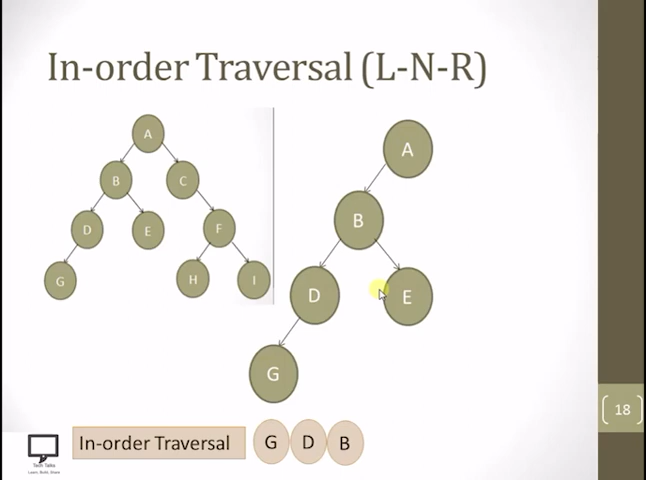 In-order Traversal (L-N-R)
A
B
C
D
E
F
G
H
I
A
B
D
E
G
18
In-order Traversal G D B
Tech Talks
Learn, Build, Share